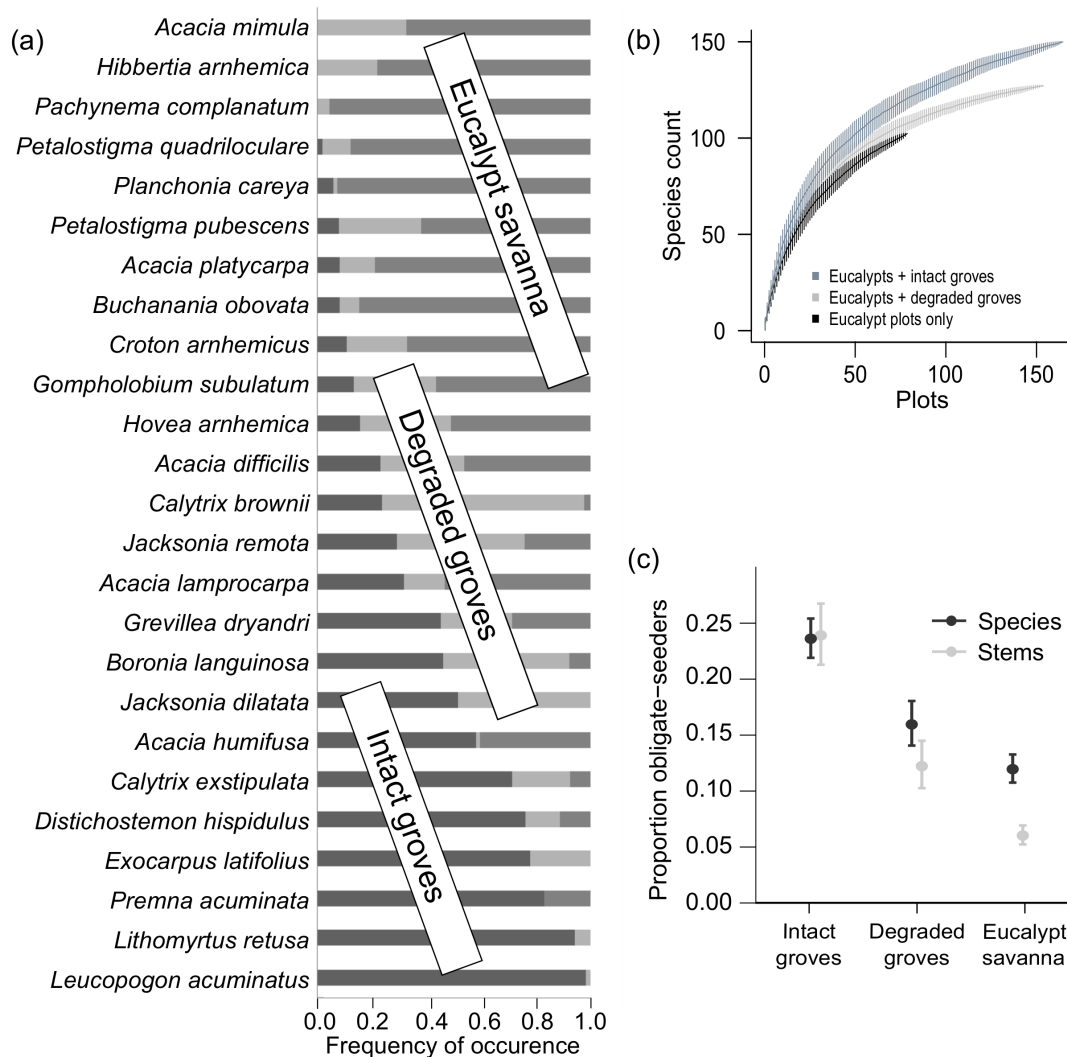 (a)
Acacia mimula
Hibbertia arnhemica
Pachynema complanatum
Petalostigma quadriloculare
Planchonia careya
Petalostigma pubescens
Acacia platycarpa
Buchanania obovata
Croton arnhemicus
Gompholobium subulatum
Hovea arnhemica
Acacia difficilis
Calytrix brownii
Jacksonia remota
Acacia lamprocarpa
Grevillea dryandri
Boronia languinosa
Jacksonia dilatata
Acacia humifusa
Calytrix exstipulata
Distichostemon hispidulus
Exocarpus latifolius
Premna acuminata
Lithomyrtus retusa
Leucopogon acuminatus
Eucalypt savanna
Degraded groves
Intact groves
0.0 0.2 0.4 0.6 0.8 1.0
Frequency of occurence
(b)
Species count
150
100
50
0
Eucalypts + intact groves
Eucalypts + degraded groves
Eucalypt plots only
0 50 100 150
Plots
(c)
Proportion obligate−seeders
0.25
0.20
0.15
0.10
0.05
0.00
Species
Stems
Intact groves
Degraded groves
Eucalypt savanna